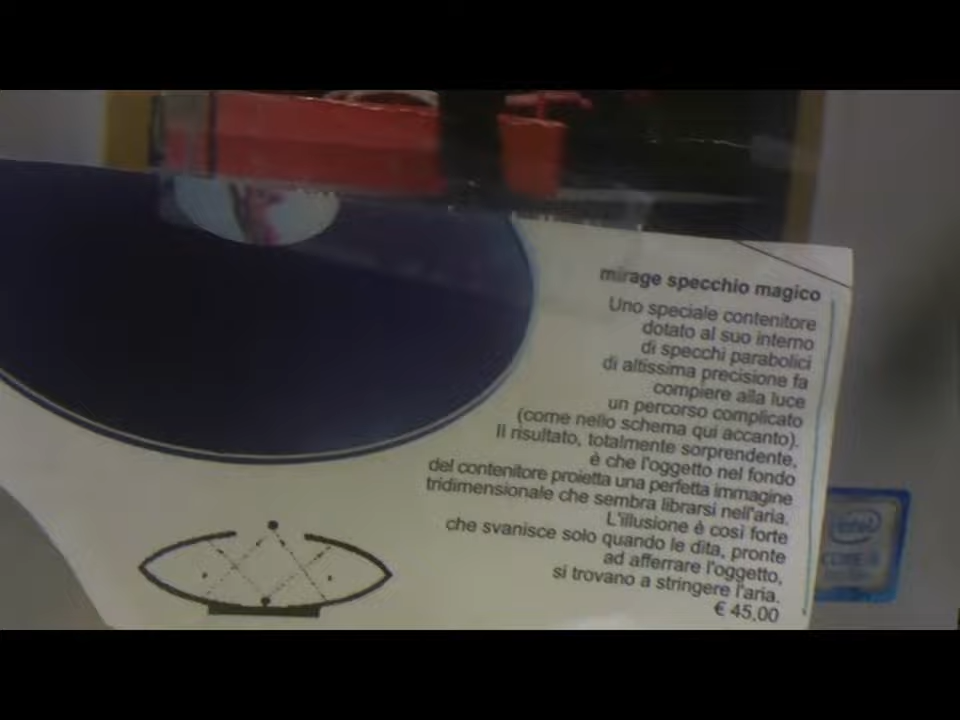 mirage specchio magico
Uno speciale contenitore
dotato al suo interno
di specchi parabolici
di altissima precisione fa
compiere alla luce
un percorso complicato
(come nello schema qui accanto).
Il risultato, totalmente sorprendente,
è che l'oggetto nel fondo
del contenitore proietta una perfetta immagine
tridimensionale che sembra librarsi nell'aria.
L'illusione è così forte
che svanisce solo quando le dita, pronte
ad afferrare l'oggetto,
si trovano a stringere l'aria.
€ 45,00
intel
CORE